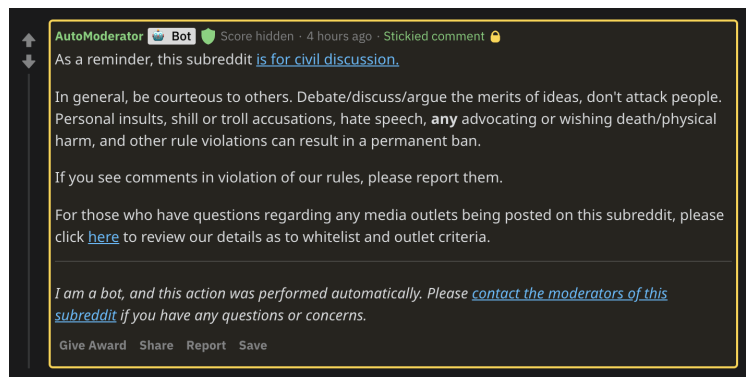 AutoModerator Bot Score hidden · 4 hours ago · Stickied comment
As a reminder, this subreddit is for civil discussion.
In general, be courteous to others. Debate/discuss/argue the merits of ideas, don't attack people.
Personal insults, shill or troll accusations, hate speech, any advocating or wishing death/physical
harm, and other rule violations can result in a permanent ban.
If you see comments in violation of our rules, please report them.
For those who have questions regarding any media outlets being posted on this subreddit, please
click here to review our details as to whitelist and outlet criteria.
I am a bot, and this action was performed automatically. Please contact the moderators of this
subreddit if you have any questions or concerns.
Give Award Share Report Save